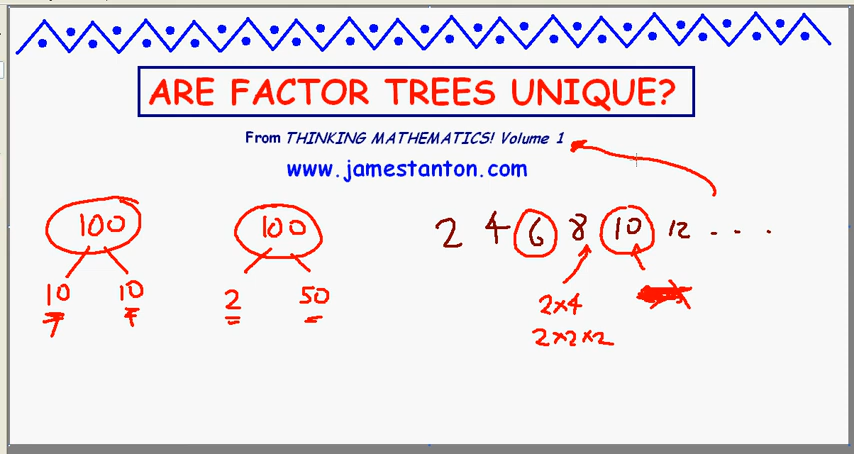 ARE FACTOR TREES UNIQUE?
From THINKING MATHEMATICS! Volume 1
www.jamestanton.com
100 100 2 4 6 8 10 12 . . .
10 10 2 50
2×4
2×2×2